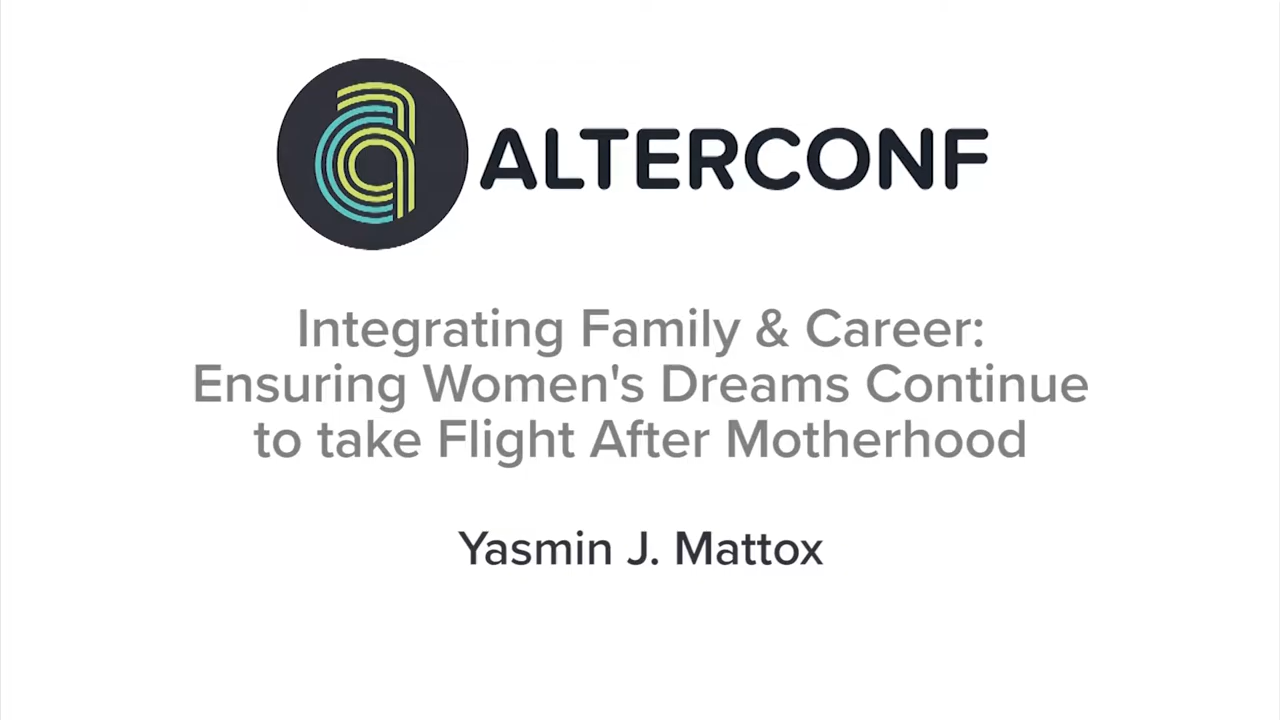 ALTERCONF
Integrating Family & Career:
Ensuring Women's Dreams Continue
to take Flight After Motherhood
Yasmin J. Mattox